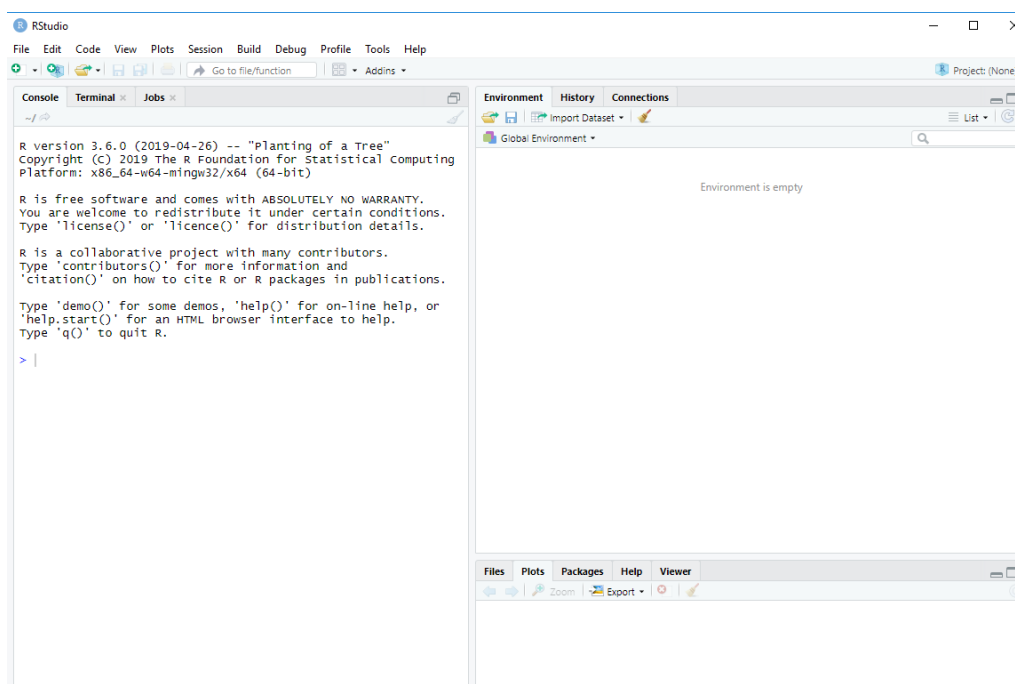 RStudio
File Edit Code View Plots Session Build Debug Profile Tools Help
Go to file/function Addins Project: (None
Console Terminal Jobs
~/
R version 3.6.0 (2019-04-26) -- "Planting of a Tree"
Copyright (C) 2019 The R Foundation for Statistical Computing
Platform: x86_64-w64-mingw32/x64 (64-bit)
R is free software and comes with ABSOLUTELY NO WARRANTY.
You are welcome to redistribute it under certain conditions.
Type 'license()' or 'licence()' for distribution details.
R is a collaborative project with many contributors.
Type 'contributors()' for more information and
'citation()' on how to cite R or R packages in publications.
Type 'demo()' for some demos, 'help()' for on-line help, or
'help.start()' for an HTML browser interface to help.
Type 'q()' to quit R.
>
Environment History Connections
Import Dataset List
Global Environment
Environment is empty
Files Plots Packages Help Viewer
Zoom Export